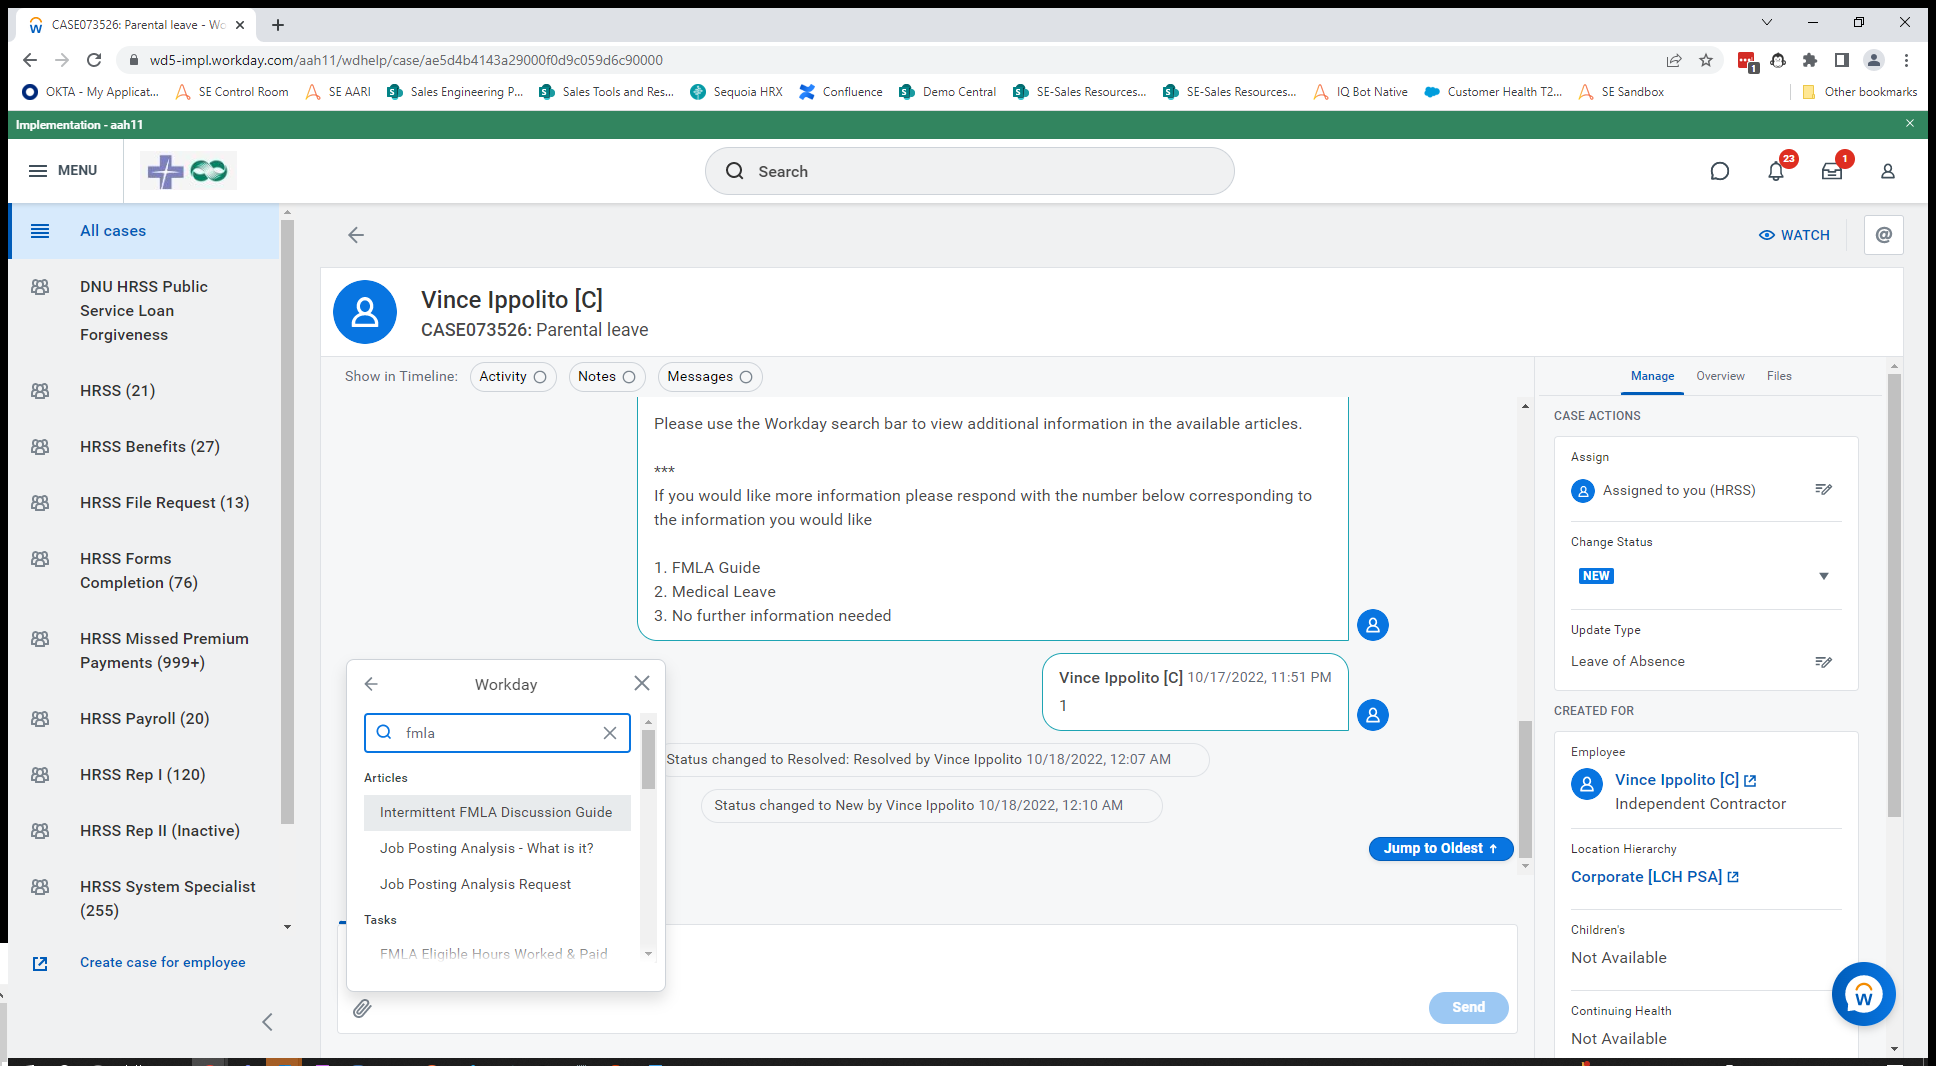 CASE073526: Parental leave - Wo
wd5-impl.workday.com/aah11/wdhelp/case/ae5d4b4143a29000f0d9c059d6c90000
1
OKTA - My Applicat...
SE Control Room
SE AARI
Sales Engineering P...
Sales Tools and Res...
Sequoia HRX
Confluence
Demo Central
SE-Sales Resources...
SE-Sales Resources...
IQ Bot Native
Customer Health T2...
SE Sandbox
Other bookmarks
Implementation - aah11
MENU
Search
23
1
All cases
DNU HRSS Public
Service Loan
Forgiveness
HRSS (21)
HRSS Benefits (27)
HRSS File Request (13)
HRSS Forms
Completion (76)
HRSS Missed Premium
Payments (999+)
HRSS Payroll (20)
HRSS Rep I (120)
HRSS Rep II (Inactive)
HRSS System Specialist
(255)
Create case for employee
WATCH
@
Vince Ippolito [C]
CASE073526: Parental leave
Show in Timeline:
Activity
Notes
Messages
Please use the Workday search bar to view additional information in the available articles.
***
If you would like more information please respond with the number below corresponding to
the information you would like
1. FMLA Guide
2. Medical Leave
3. No further information needed
Vince Ippolito [C] 10/17/2022, 11:51 PM
1
Status changed to Resolved: Resolved by Vince Ippolito 10/18/2022, 12:07 AM
Status changed to New by Vince Ippolito 10/18/2022, 12:10 AM
Jump to Oldest ↑
Workday
fmla
Articles
Intermittent FMLA Discussion Guide
Job Posting Analysis - What is it?
Job Posting Analysis Request
Tasks
FMLA Eligible Hours Worked & Paid
Send
Manage
Overview
Files
CASE ACTIONS
Assign
Assigned to you (HRSS)
Change Status
NEW
Update Type
Leave of Absence
CREATED FOR
Employee
Vince Ippolito [C]
Independent Contractor
Location Hierarchy
Corporate [LCH PSA]
Children's
Not Available
Continuing Health
Not Available